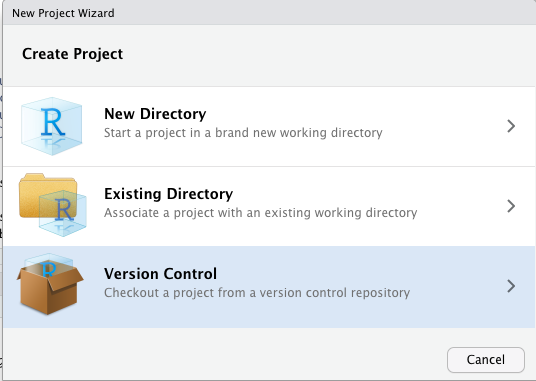 New Project Wizard
Create Project
New Directory
Start a project in a brand new working directory
Existing Directory
Associate a project with an existing working directory
Version Control
Checkout a project from a version control repository
Cancel